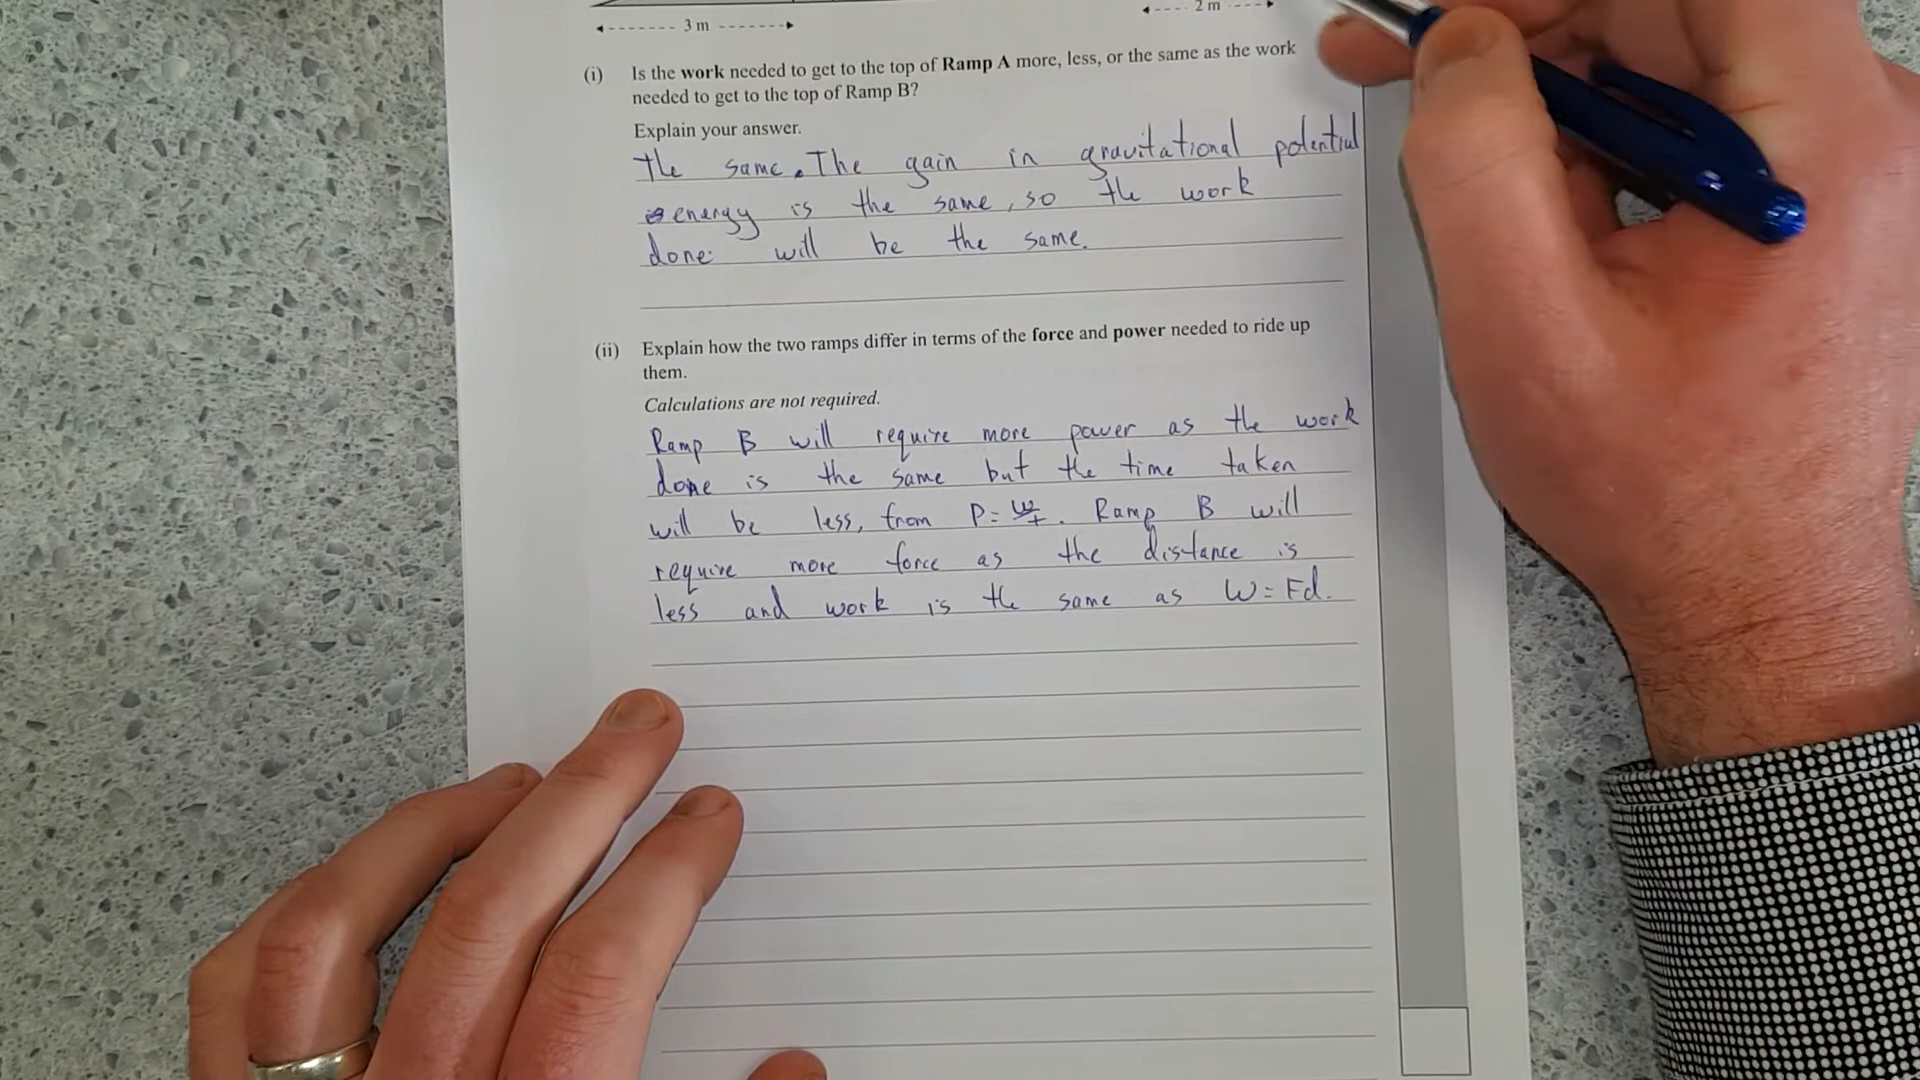 3 m
2 m
(i) Is the work needed to get to the top of Ramp A more, less, or the same as the work
needed to get to the top of Ramp B?
Explain your answer.
The same. The gain in gravitational potential
energy is the same, so the work
done will be the same.
(ii) Explain how the two ramps differ in terms of the force and power needed to ride up
them.
Calculations are not required.
Ramp B will require more power as the work
done is the same but the time taken
will be less, from P = W/t. Ramp B will
require more force as the distance is
less and work is the same as W = Fd.